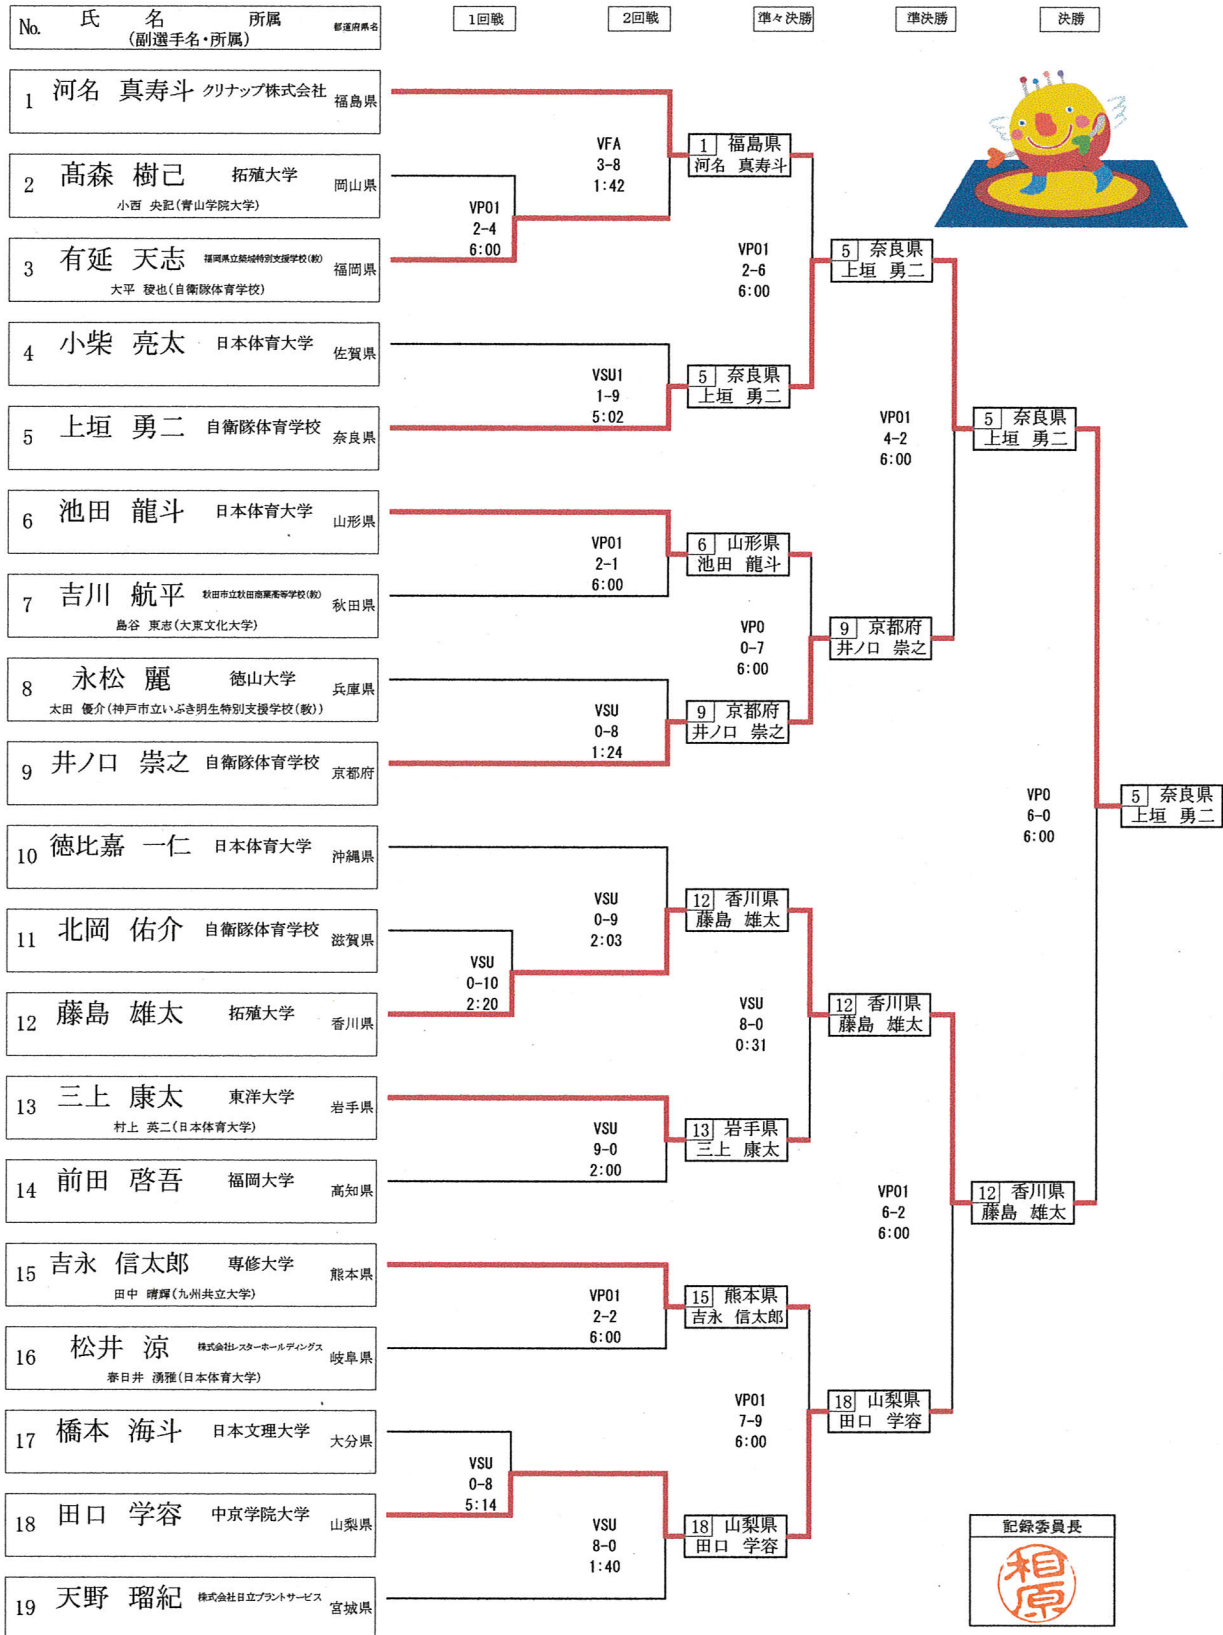 No. 氏 名 所属 都道府県名
(副選手名・所属)
1回戦 2回戦 準々決勝 準決勝 決勝
1 河名 真寿斗 クリナップ株式会社 福島県
2 髙森 樹己 拓殖大学 岡山県
小西 央記(青山学院大学)
3 有延 天志 福岡県立築城特別支援学校(教) 福岡県
大平 稜也(自衛隊体育学校)
4 小柴 亮太 日本体育大学 佐賀県
5 上垣 勇二 自衛隊体育学校 奈良県
6 池田 龍斗 日本体育大学 山形県
7 吉川 航平 秋田市立秋田商業高等学校(教) 秋田県
島谷 東志(大東文化大学)
8 永松 麗 徳山大学 兵庫県
太田 優介(神戸市立いぶき明生特別支援学校(教))
9 井ノ口 崇之 自衛隊体育学校 京都府
10 徳比嘉 一仁 日本体育大学 沖縄県
11 北岡 佑介 自衛隊体育学校 滋賀県
12 藤島 雄太 拓殖大学 香川県
13 三上 康太 東洋大学 岩手県
村上 英二(日本体育大学)
14 前田 啓吾 福岡大学 高知県
15 吉永 信太郎 専修大学 熊本県
田中 晴輝(九州共立大学)
16 松井 涼 株式会社レスターホールディングス 岐阜県
春日井 湧雅(日本体育大学)
17 橋本 海斗 日本文理大学 大分県
18 田口 学容 中京学院大学 山梨県
19 天野 瑠紀 株式会社日立プラントサービス 宮城県
VPO1
2-4
6:00
VSU
0-10
2:20
VSU
0-8
5:14
VFA
3-8
1:42
VSU1
1-9
5:02
VPO1
2-1
6:00
VSU
0-8
1:24
VSU
0-9
2:03
VSU
9-0
2:00
VPO1
2-2
6:00
VSU
8-0
1:40
1 福島県
河名 真寿斗
5 奈良県
上垣 勇二
6 山形県
池田 龍斗
9 京都府
井ノ口 崇之
12 香川県
藤島 雄太
13 岩手県
三上 康太
15 熊本県
吉永 信太郎
18 山梨県
田口 学容
VPO1
2-6
6:00
VPO
0-7
6:00
VSU
8-0
0:31
VPO1
7-9
6:00
5 奈良県
上垣 勇二
9 京都府
井ノ口 崇之
12 香川県
藤島 雄太
18 山梨県
田口 学容
VPO1
4-2
6:00
VPO1
6-2
6:00
5 奈良県
上垣 勇二
12 香川県
藤島 雄太
VPO
6-0
6:00
5 奈良県
上垣 勇二
記録委員長
相原